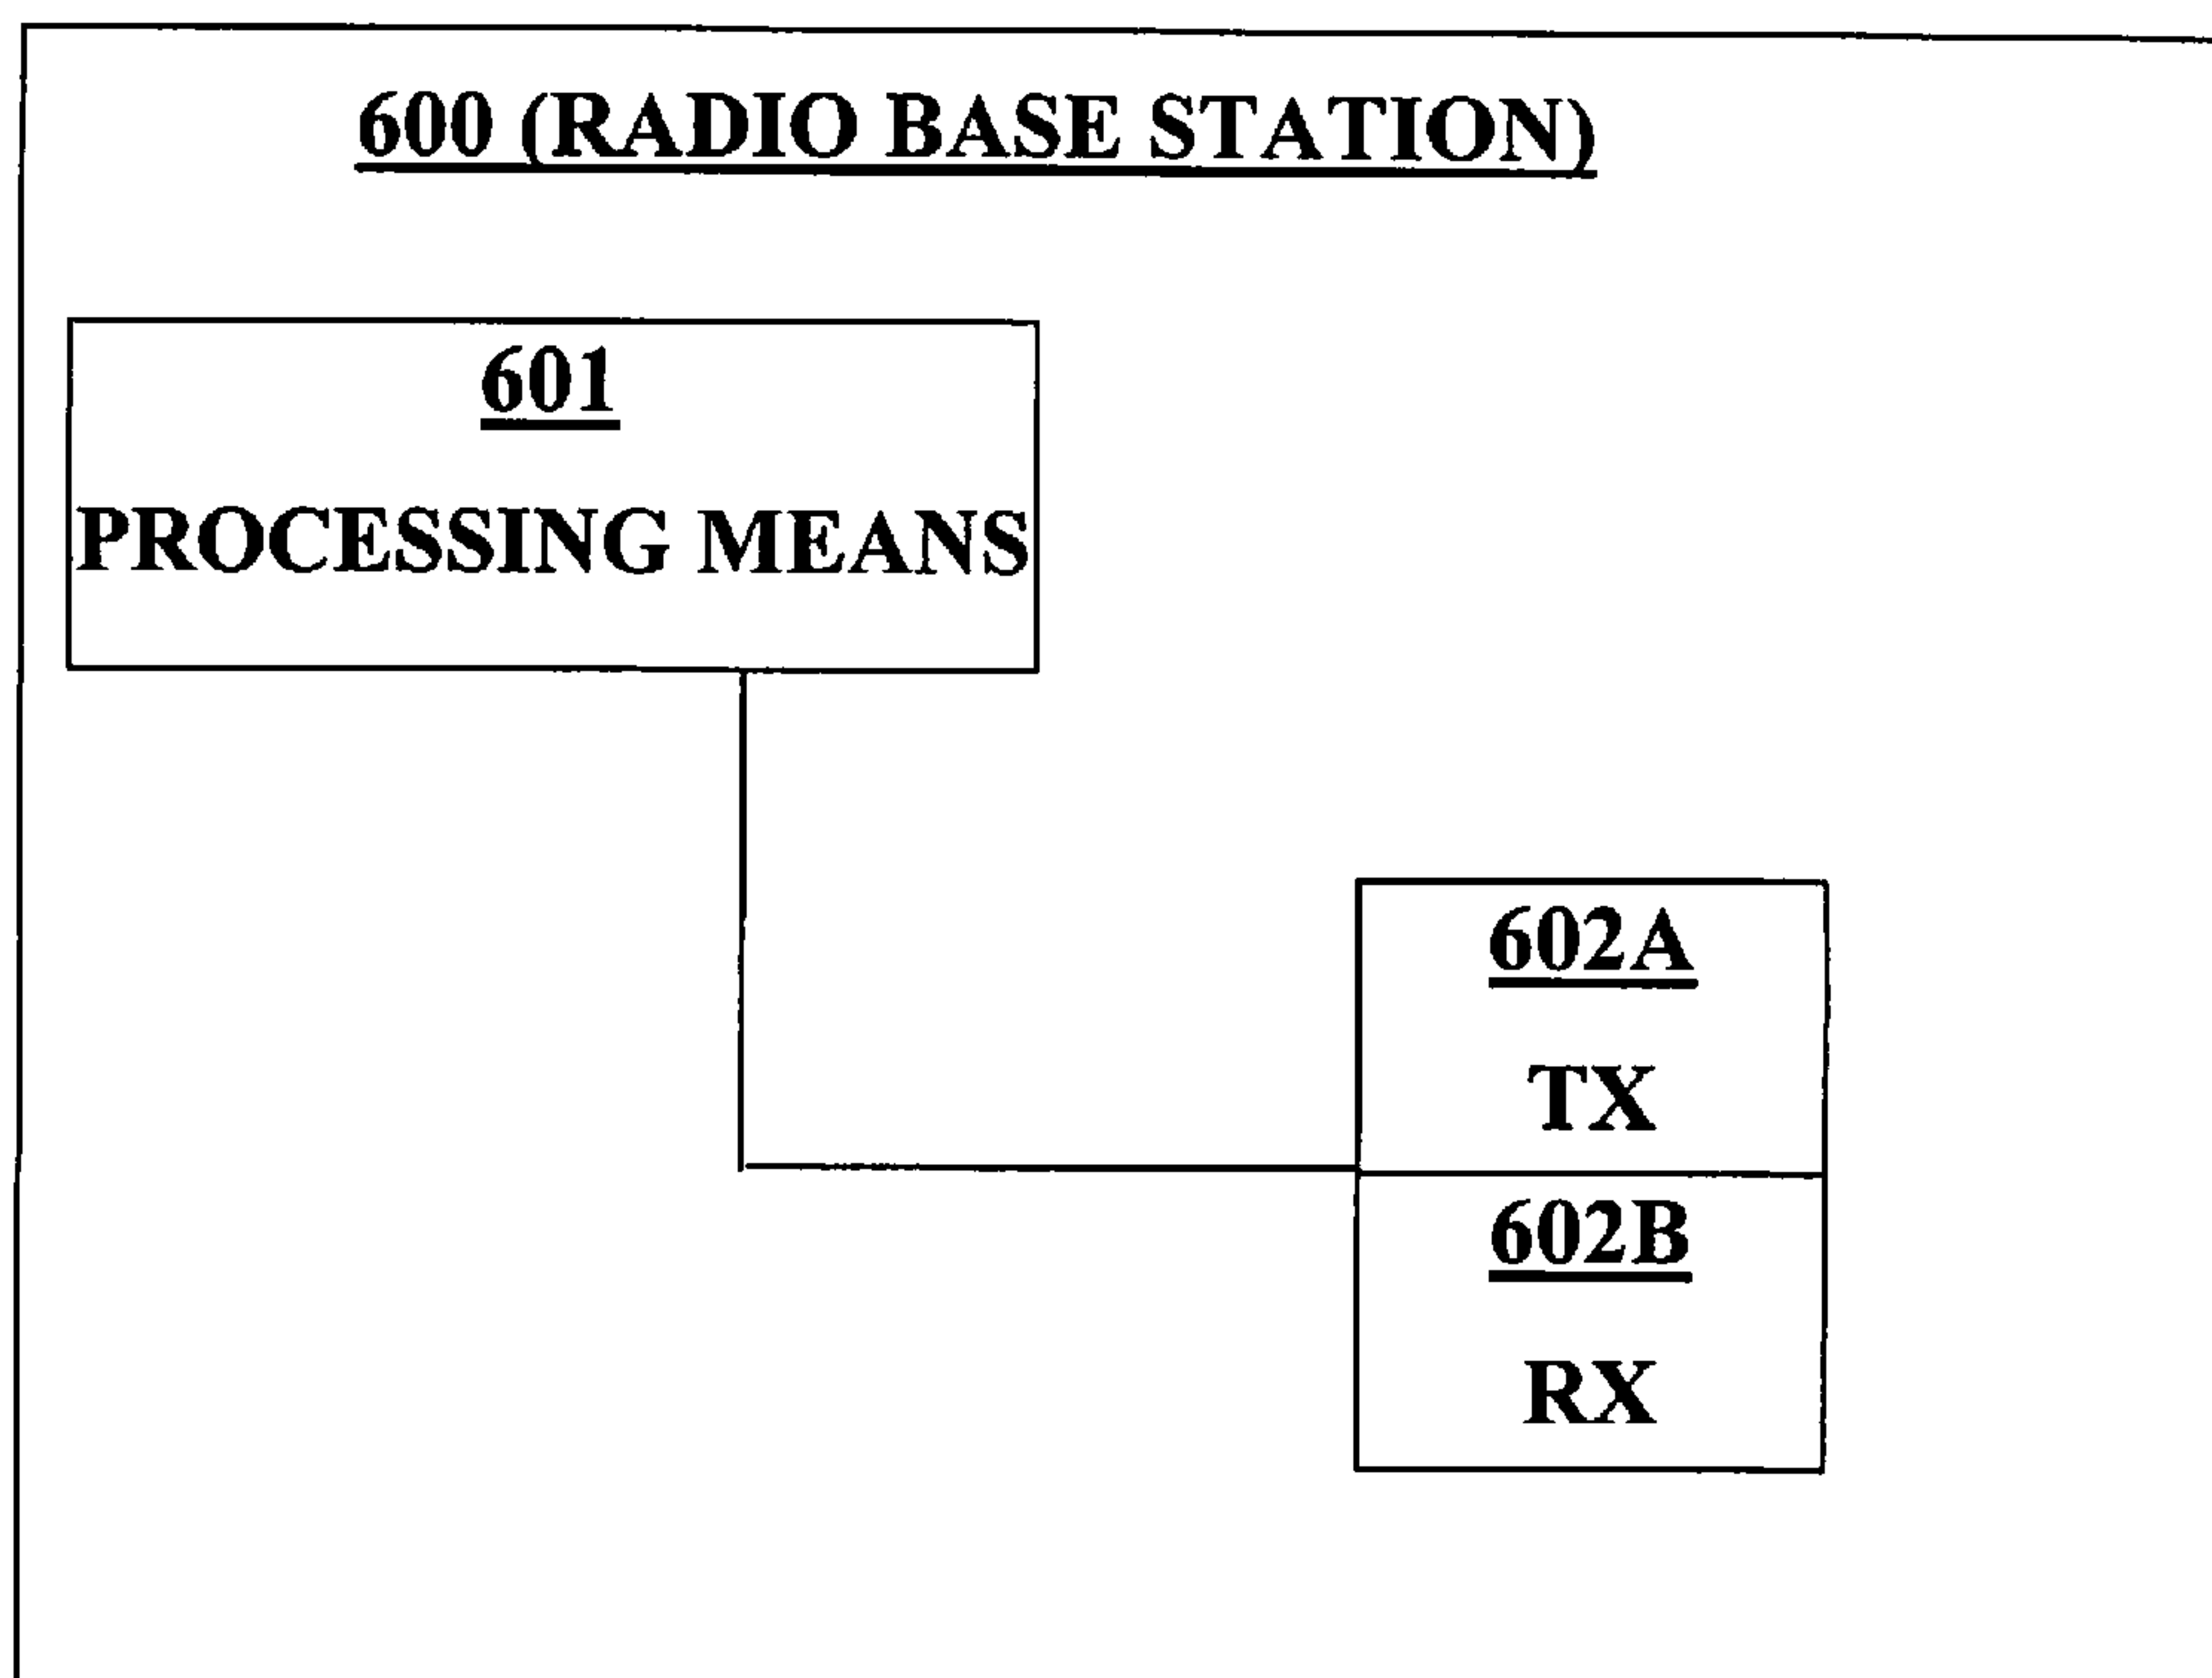 600 (RADIO BASE STATION)
601
PROCESSING MEANS
602A
TX
602B
RX